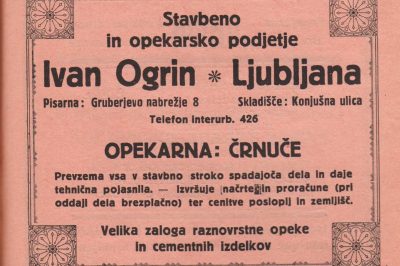 Stavbeno
in opekarsko podjetje
Ivan Ogrin * Ljubljana
Pisarna: Gruberjevo nabrežje 8 Skladišče: Konjušna ulica
Telefon interurb. 426
OPEKARNA: ČRNUČE
Prevzema vsa v stavbno stroko spadajoča dela in daje
tehnična pojasnila. — Izvršuje načrte in proračune (pri
oddaji dela brezplačno) ter cenitve poslopij in zemljišč.
Velika zaloga raznovrstne opeke
in cementnih izdelkov